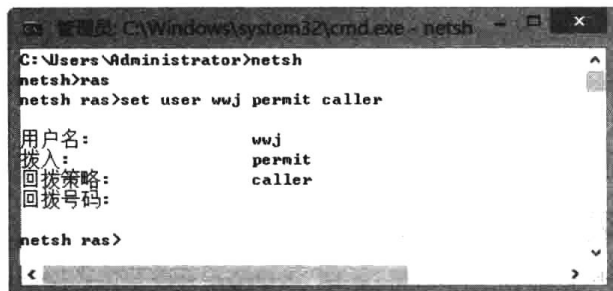 管理员: C:\Windows\system32\cmd.exe - netsh
C:\Users\Administrator>netsh
netsh>ras
netsh ras>set user wwj permit caller
用户名: wwj
拨入: permit
回拨策略: caller
回拨号码:
netsh ras>